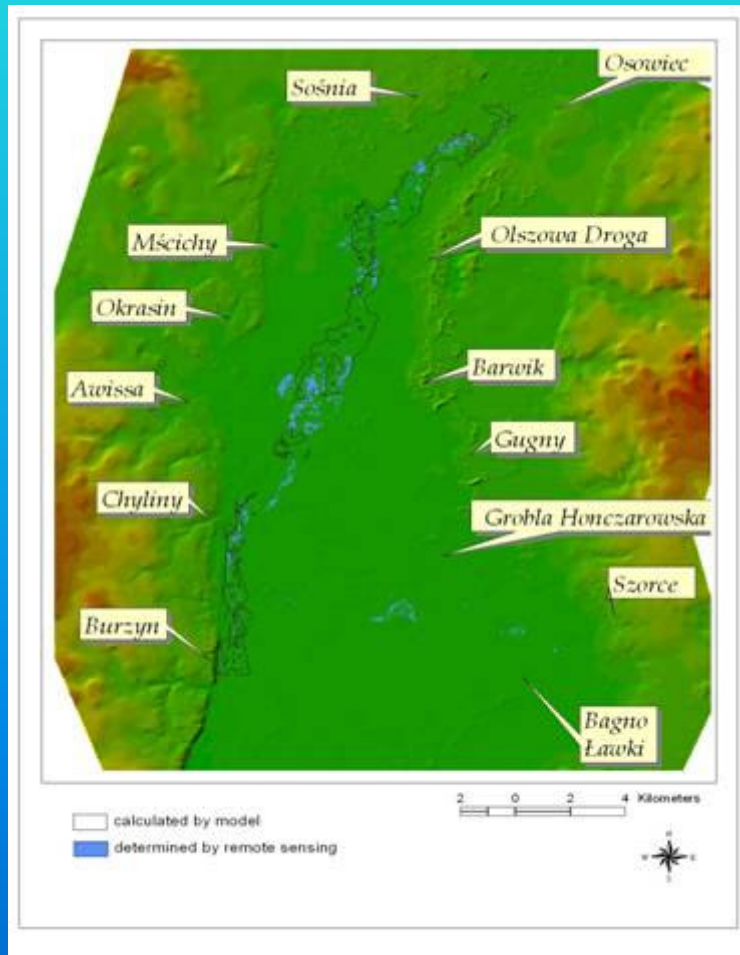 Osowiec
Sośnia
Mścichy
Olszowa Droga
Okrasin
Barwik
Awissa
Gugny
Chyliny
Grobla Honczarowska
Szorce
Burzyn
Bagno
Ławki
2 0 2 4 Kilometers
calculated by model
determined by remote sensing
N
W E
S